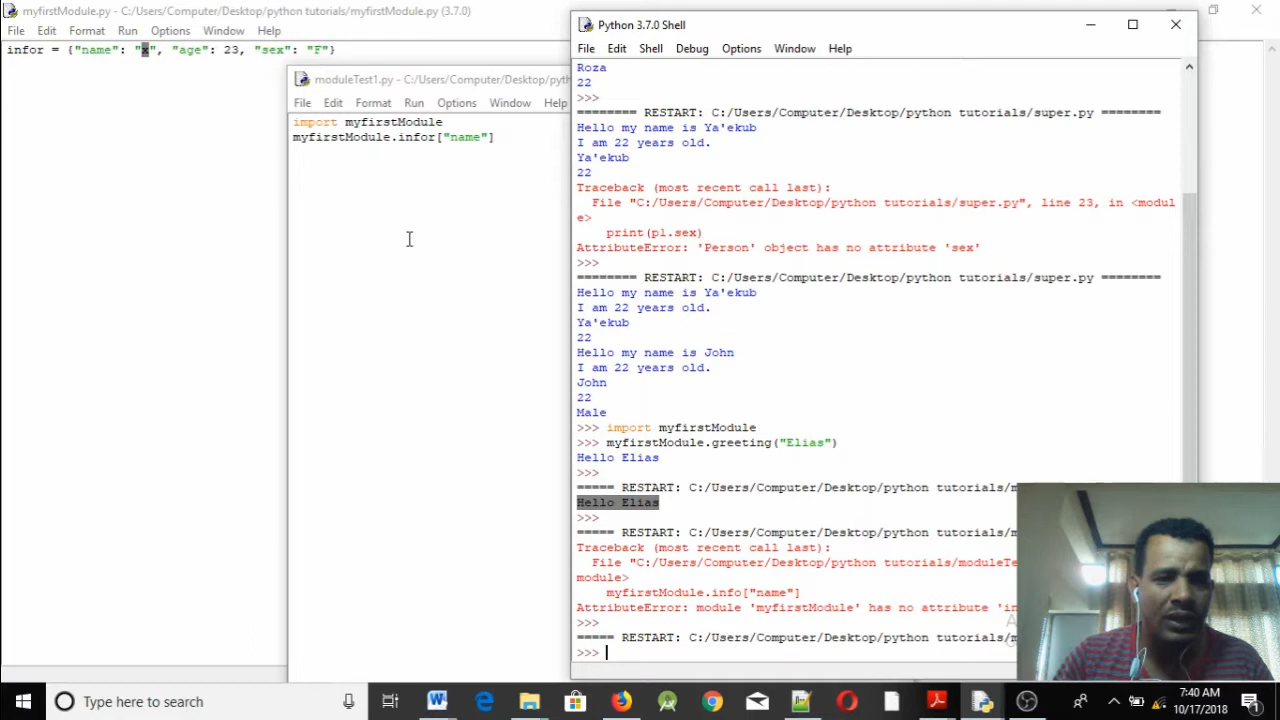 myfirstModule.py - C:/Users/Computer/Desktop/python tutorials/myfirstModule.py (3.7.0)
File Edit Format Run Options Window Help
infor = {"name": "x", "age": 23, "sex": "F"}
moduleTest1.py - C:/Users/Computer/Desktop/pyth
File Edit Format Run Options Window Help
import myfirstModule
myfirstModule.infor["name"]
Python 3.7.0 Shell
File Edit Shell Debug Options Window Help
Roza
22
>>>
======== RESTART: C:/Users/Computer/Desktop/python tutorials/super.py ========
Hello my name is Ya'ekub
I am 22 years old.
Ya'ekub
22
Traceback (most recent call last):
File "C:/Users/Computer/Desktop/python tutorials/super.py", line 23, in <modul
e>
print(p1.sex)
AttributeError: 'Person' object has no attribute 'sex'
>>>
======== RESTART: C:/Users/Computer/Desktop/python tutorials/super.py ========
Hello my name is Ya'ekub
I am 22 years old.
Ya'ekub
22
Hello my name is John
I am 22 years old.
John
22
Male
>>> import myfirstModule
>>> myfirstModule.greeting("Elias")
Hello Elias
>>>
===== RESTART: C:/Users/Computer/Desktop/python tutorials/m
Hello Elias
>>>
===== RESTART: C:/Users/Computer/Desktop/python tutorials/m
Traceback (most recent call last):
File "C:/Users/Computer/Desktop/python tutorials/moduleTe
module>
myfirstModule.info["name"]
AttributeError: module 'myfirstModule' has no attribute 'in
>>>
===== RESTART: C:/Users/Computer/Desktop/python tutorials/m
>>>
Type here to search
7:40 AM
10/17/2018